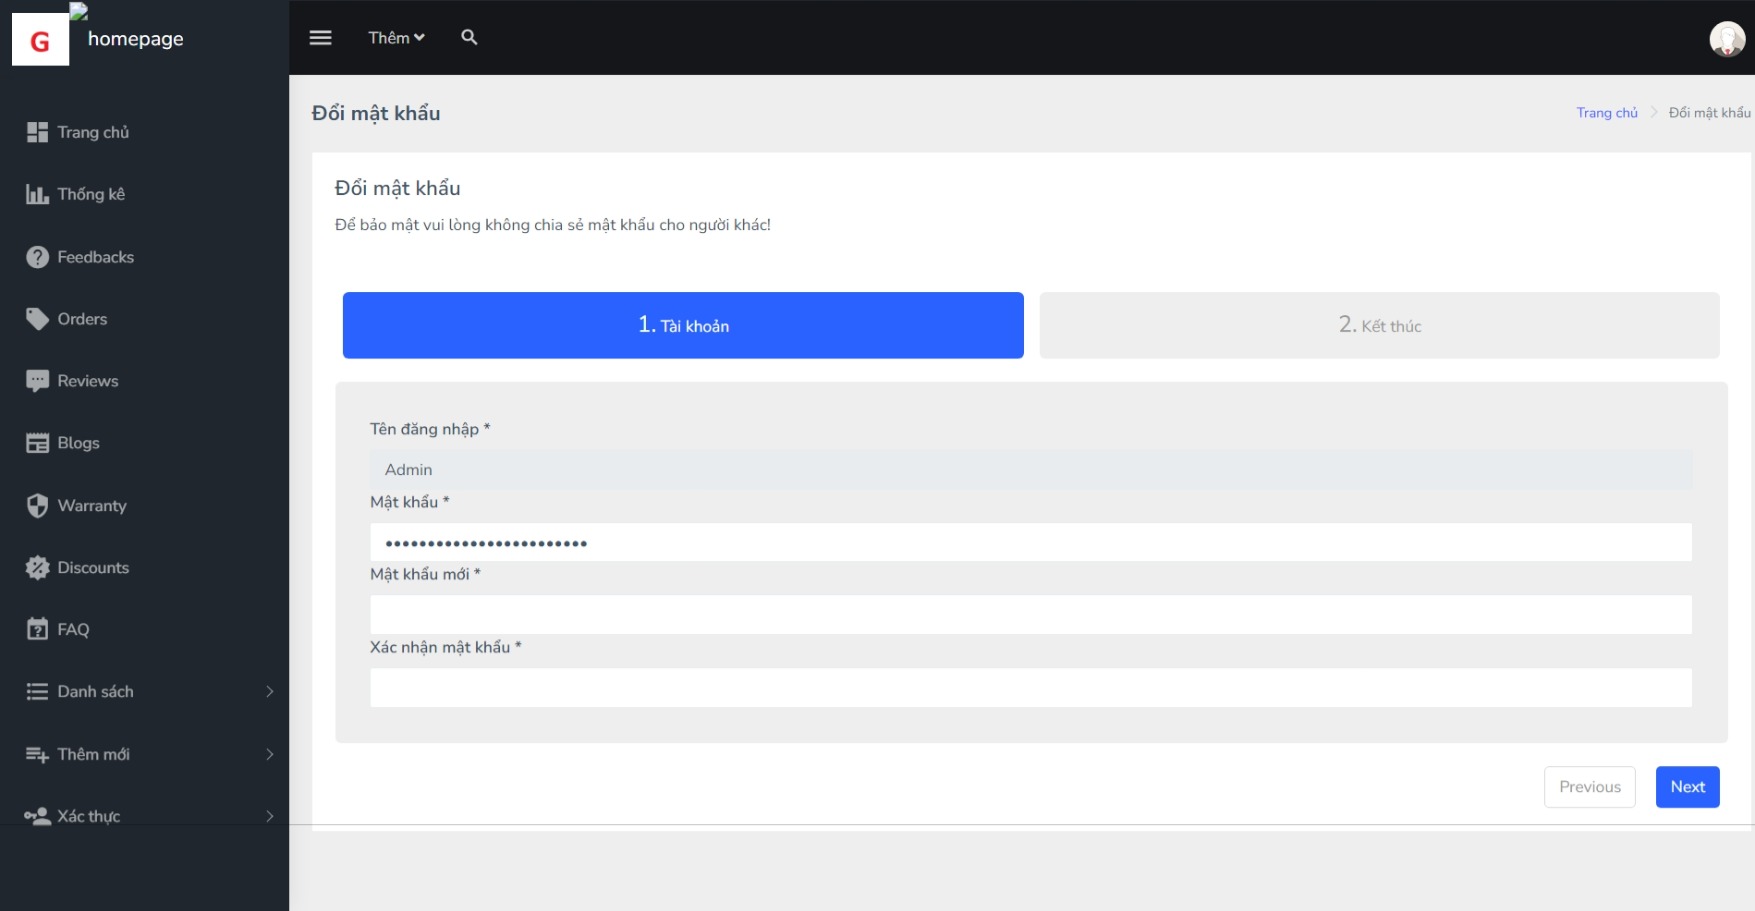 G
homepage
Thêm
Trang chủ
Thống kê
Feedbacks
Orders
Reviews
Blogs
Warranty
Discounts
FAQ
Danh sách
Thêm mới
Xác thực
Đổi mật khẩu
Trang chủ
Đổi mật khẩu
Đổi mật khẩu
Để bảo mật vui lòng không chia sẻ mật khẩu cho người khác!
1. Tài khoản
2. Kết thúc
Tên đăng nhập *
Admin
Mật khẩu *
Mật khẩu mới *
Xác nhận mật khẩu *
Previous
Next